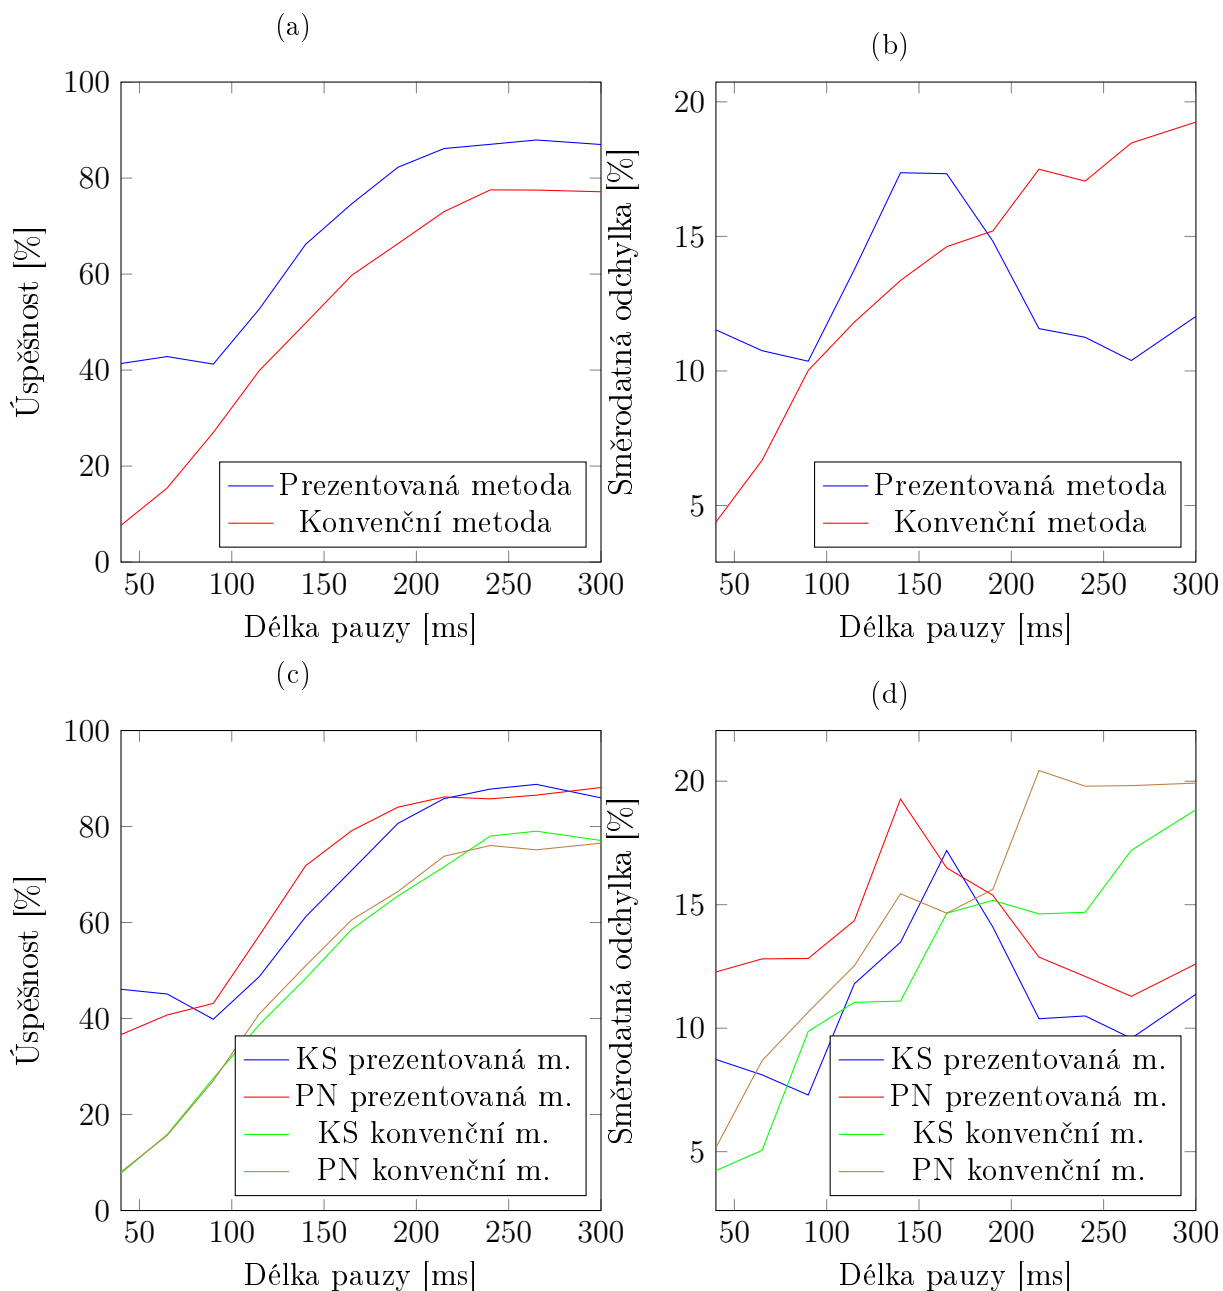 (a)
100
80
60
40
20
0
Úspěšnost [%]
Prezentovaná metoda
Konvenční metoda
50 100 150 200 250 300
Délka pauzy [ms]
(b)
20
15
10
5
Směrodatná odchylka [%]
Prezentovaná metoda
Konvenční metoda
50 100 150 200 250 300
Délka pauzy [ms]
(c)
100
80
60
40
20
0
Úspěšnost [%]
KS prezentovaná m.
PN prezentovaná m.
KS konvenční m.
PN konvenční m.
50 100 150 200 250 300
Délka pauzy [ms]
(d)
20
15
10
5
Směrodatná odchylka [%]
KS prezentovaná m.
PN prezentovaná m.
KS konvenční m.
PN konvenční m.
50 100 150 200 250 300
Délka pauzy [ms]